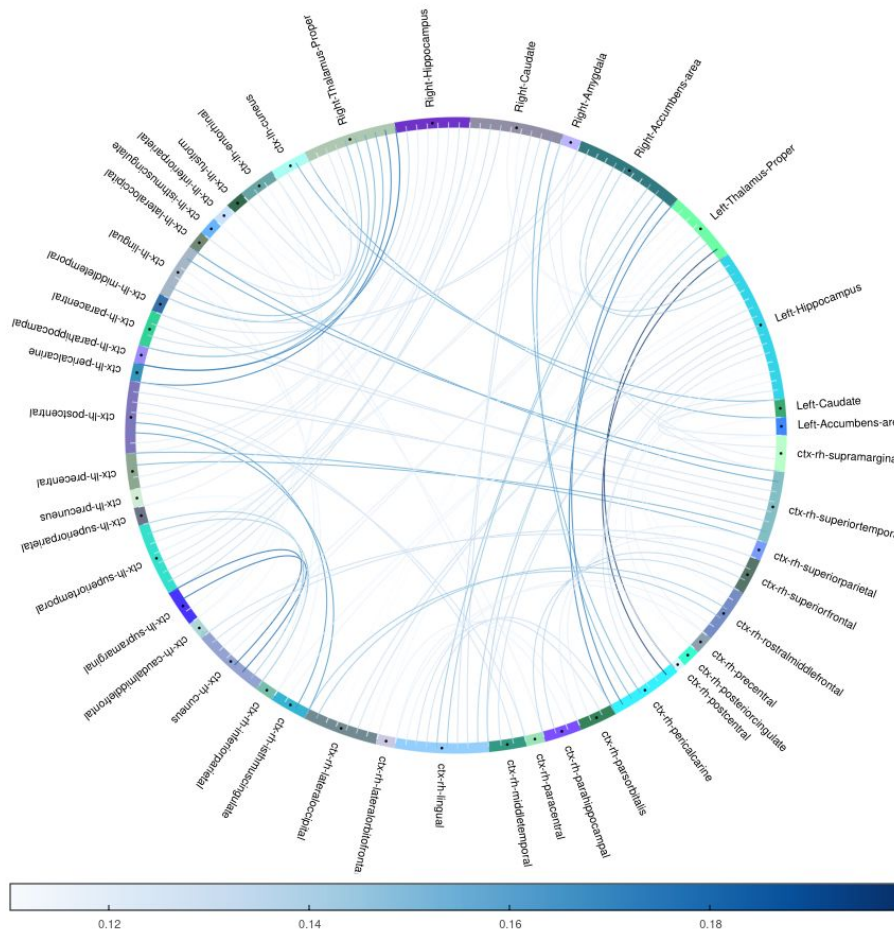 Right-Hippocampus
Right-Caudate
Right-Amygdala
Right-Accumbens-area
Left-Thalamus-Proper
Left-Hippocampus
Left-Caudate
Left-Accumbens-are
ctx-rh-supramargina
ctx-rh-superiortempora
ctx-rh-superiorparietal
ctx-rh-superiorfrontal
ctx-rh-rostralmiddlefrontal
ctx-rh-precentral
ctx-rh-posteriorcingulate
ctx-rh-postcentral
ctx-rh-pericalcarine
ctx-rh-parsorbitalis
ctx-rh-parahippocampal
ctx-rh-paracentral
ctx-rh-middletemporal
ctx-rh-lingual
ctx-rh-lateralorbitofronta
ctx-rh-lateraloccipital
ctx-rh-isthmuscingulate
ctx-rh-inferiorparietal
ctx-rh-cuneus
ctx-rh-caudalmiddlefrontal
ctx-lh-supramarginal
ctx-lh-superiortemporal
ctx-lh-superiorparietal
ctx-lh-precuneus
ctx-lh-precentral
ctx-lh-postcentral
ctx-lh-pericalcarine
ctx-lh-parahippocampal
ctx-lh-paracentral
ctx-lh-middletemporal
ctx-lh-lingual
ctx-lh-lateraloccipital
ctx-lh-isthmuscingulate
ctx-lh-inferiorparietal
ctx-lh-fusiform
ctx-lh-entorhinal
ctx-lh-cuneus
Right-Thalamus-Proper
0.12 0.14 0.16 0.18